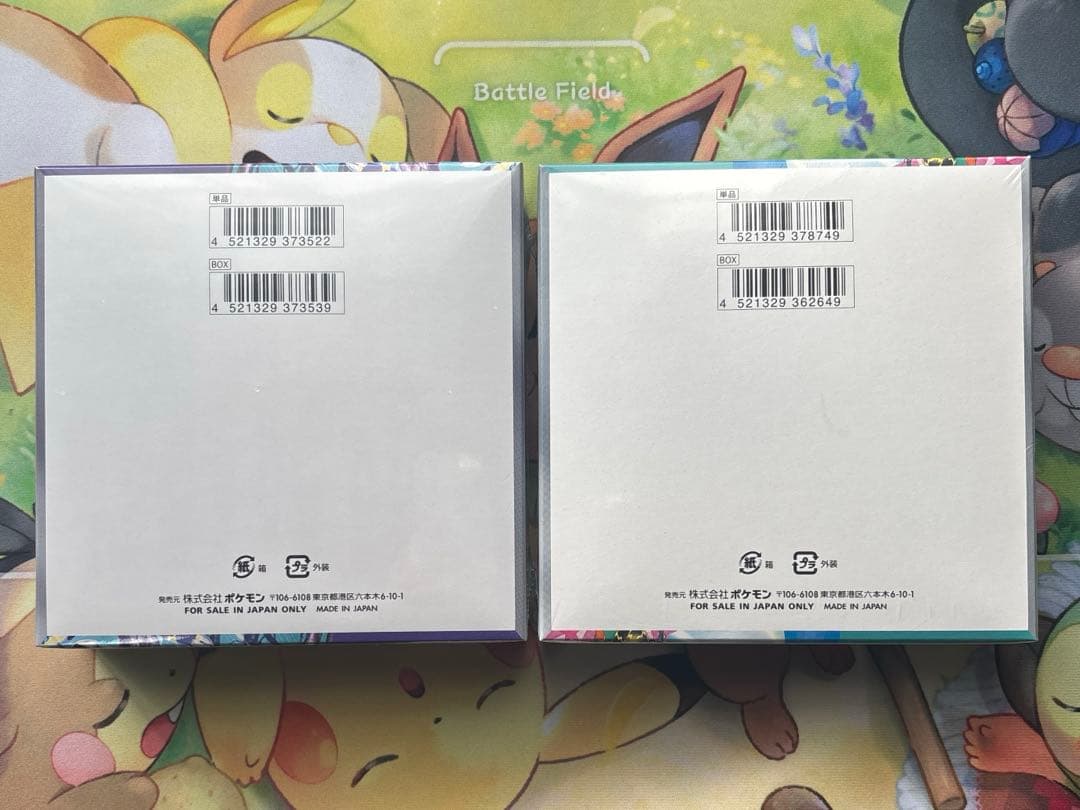 Battle Field
単品
4 521329 373522
BOX
4 521329 373539
紙 箱 プラ 外装
発売元 株式会社ポケモン 〒106-6108 東京都港区六本木6-10-1
FOR SALE IN JAPAN ONLY MADE IN JAPAN
単品
4 521329 378749
BOX
4 521329 362649
紙 箱 プラ 外装
発売元 株式会社ポケモン 〒106-6108 東京都港区六本木6-10-1
FOR SALE IN JAPAN ONLY MADE IN JAPAN